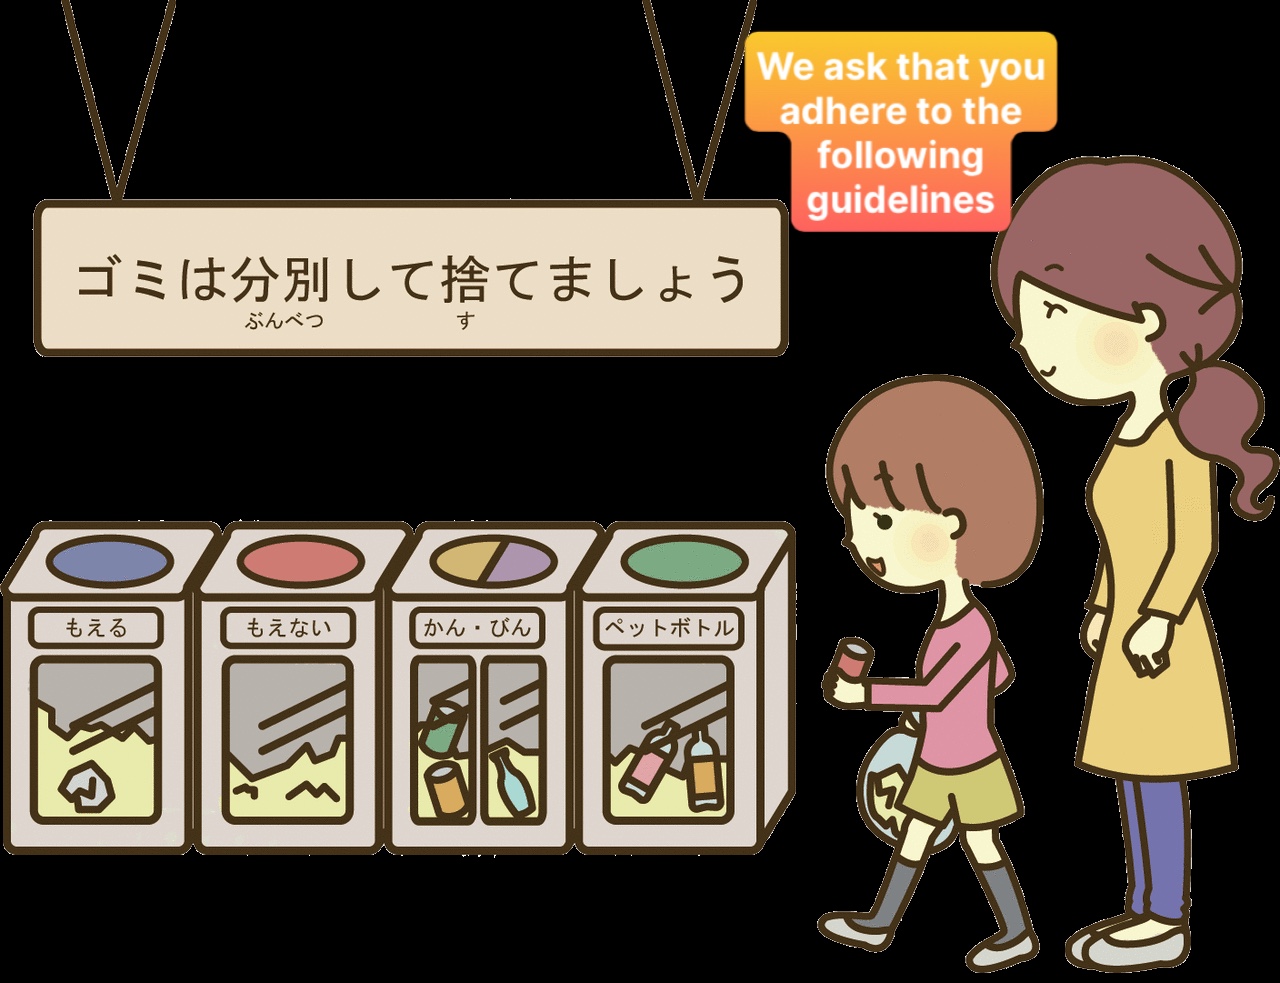 We ask that you
adhere to the
following
guidelines
ゴミは分別して捨てましょう
ぶんべつ す
もえる
もえない
かん・びん
ペットボトル